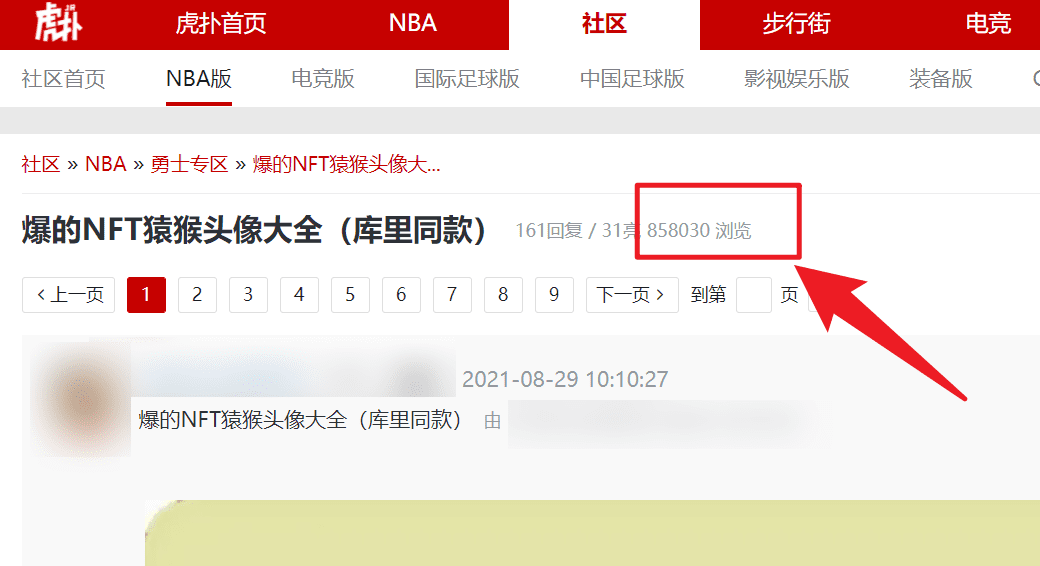 虎扑 虎扑首页 NBA 社区 步行街 电竞
社区首页 NBA版 电竞版 国际足球版 中国足球版 影视娱乐版 装备版
社区 » NBA » 勇士专区 » 爆的NFT猿猴头像大...
爆的NFT猿猴头像大全（库里同款） 161回复 / 31亮 858030 浏览
上一页 1 2 3 4 5 6 7 8 9 下一页 到第 页
2021-08-29 10:10:27
爆的NFT猿猴头像大全（库里同款） 由